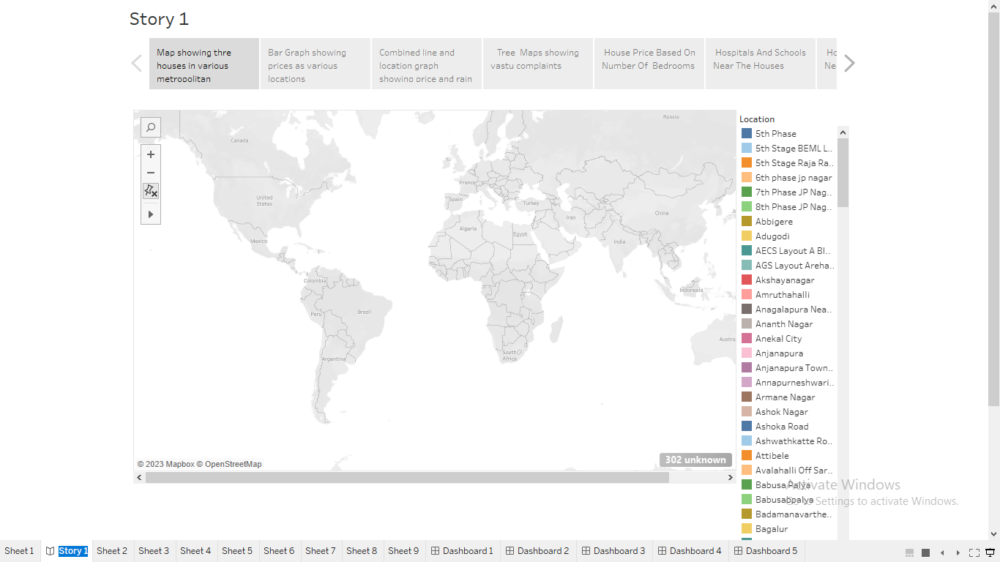 Story 1
Map showing thre
houses in various
metropolitan
Bar Graph showing
prices as various
locations
Combined line and
location graph
showing price and rain
Tree Maps showing
vastu complaints
House Price Based On
Number Of Bedrooms
Hospitals And Schools
Near The Houses
Ho
Ne
Russia
Canada
France
United
States
Spain
Turkey
China
Iran
Algeria
Egypt
Mexico
India
Colombia
Indonesia
Peru
Brazil
Austra
South
Africa
Argentina
© 2023 Mapbox © OpenStreetMap
302 unknown
Location
5th Phase
5th Stage BEML L..
5th Stage Raja Ra..
6th phase jp nagar
7th Phase JP Nag..
8th Phase JP Nag..
Abbigere
Adugodi
AECS Layout A Bl..
AGS Layout Areha..
Akshayanagar
Amruthahalli
Anagalapura Nea..
Ananth Nagar
Anekal City
Anjanapura
Anjanapura Town..
Annapurneshwari..
Armane Nagar
Ashok Nagar
Ashoka Road
Ashwathkatte Ro..
Attibele
Avalahalli Off Sar..
Babusa Palya
Babusabpalya
Badamanavarthe..
Bagalur
Activate Windows
Go to Settings to activate Windows.
Sheet 1
Story 1
Sheet 2
Sheet 3
Sheet 4
Sheet 5
Sheet 6
Sheet 7
Sheet 8
Sheet 9
Dashboard 1
Dashboard 2
Dashboard 3
Dashboard 4
Dashboard 5